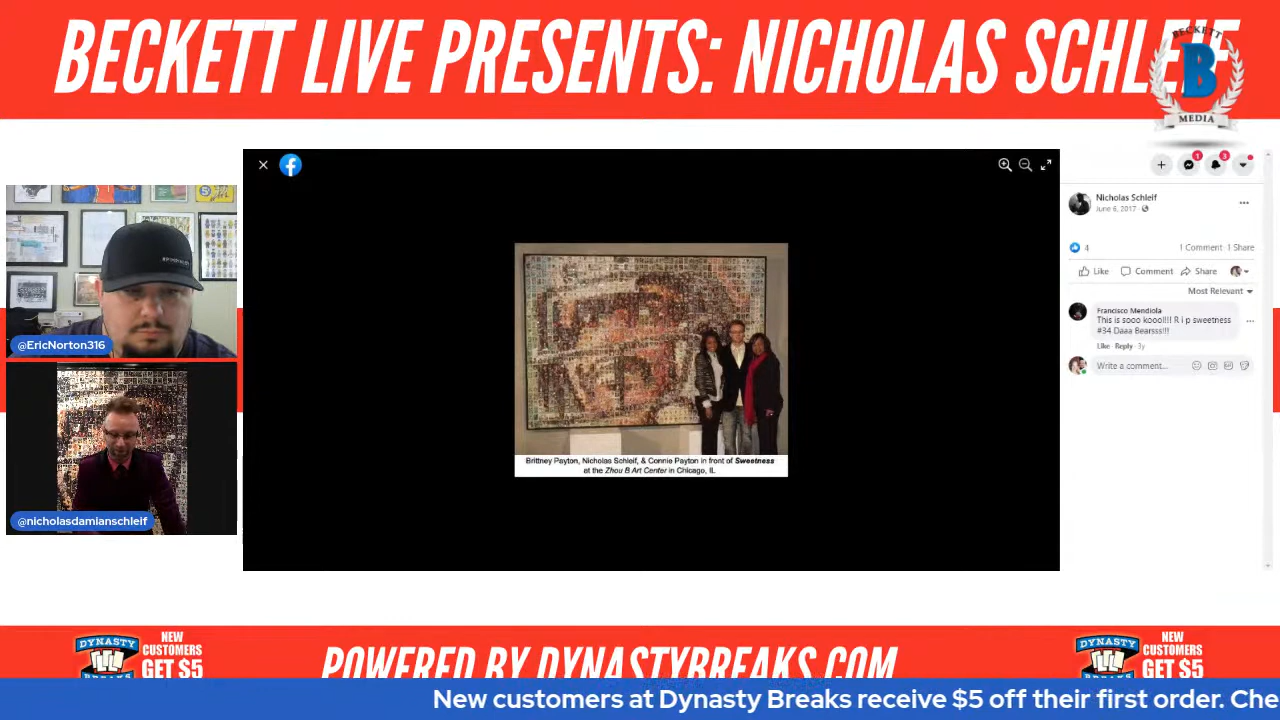 BECKETT LIVE PRESENTS: NICHOLAS SCHLEIF
BECKETT
B
MEDIA
1
3
Nicholas Schleif
June 6, 2017
4
1 Comment 1 Share
Like Comment Share
Most Relevant
Francisco Mendiola
This is sooo kooo!!!! R i p sweetness
#34 Daaa Bearsss!!!
Like Reply 3y
Write a comment...
@EricNorton316
@nicholasdamianschleif
Brittney Payton, Nicholas Schleif, & Connie Payton in front of Sweetness
at the Zhou B Art Center in Chicago, IL
DYNASTY
BREAKS
NEW
CUSTOMERS
GET $5
POWERED BY DYNASTYBREAKS.COM
DYNASTY
BREAKS
NEW
CUSTOMERS
GET $5
New customers at Dynasty Breaks receive $5 off their first order. Che